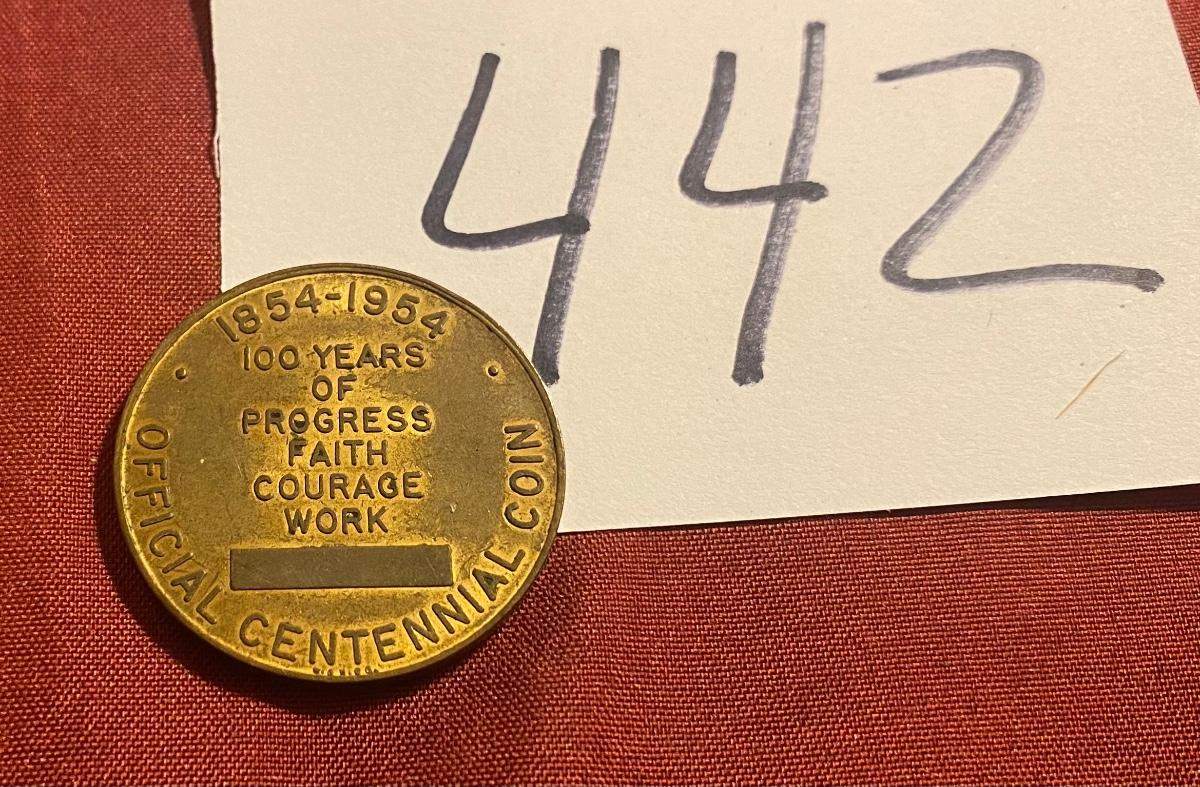 442
1854-1954
100 YEARS
OF
PROGRESS
FAITH
COURAGE
WORK
OFFICIAL CENTENNIAL COIN